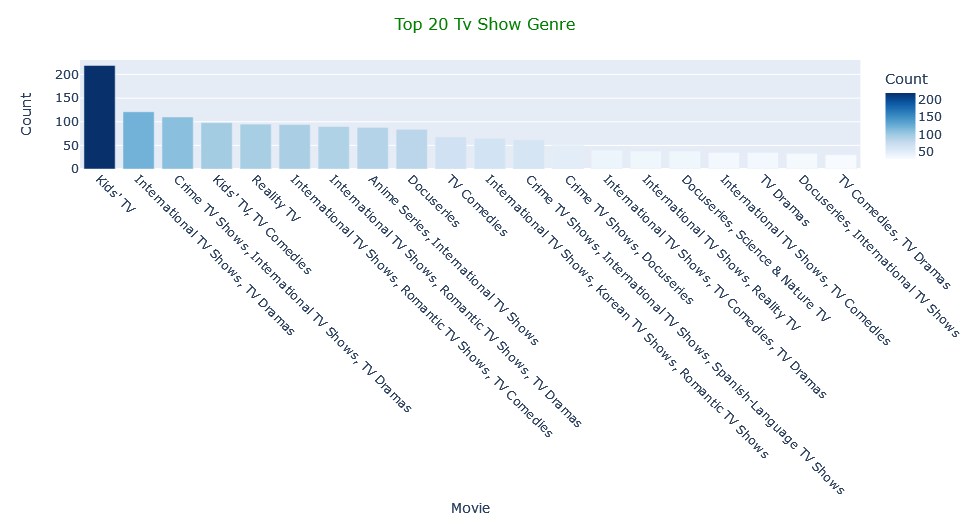 Top 20 Tv Show Genre
Count
200
150
100
50
0
Kids' TV
International TV Shows, TV Dramas
Crime TV Shows, International TV Shows, TV Dramas
Kids' TV, TV Comedies
Reality TV
International TV Shows, Romantic TV Shows, TV Comedies
International TV Shows, Romantic TV Shows, TV Dramas
Anime Series, International TV Shows
Docuseries
TV Comedies
International TV Shows, Korean TV Shows, Romantic TV Shows
Crime TV Shows, International TV Shows, Spanish-Language TV Shows
Crime TV Shows, Docuseries
International TV Shows, TV Comedies, TV Dramas
International TV Shows, Reality TV
Docuseries, Science & Nature TV
International TV Shows, TV Comedies
TV Dramas
Docuseries, International TV Shows
TV Comedies, TV Dramas
Movie
Count
200
150
100
50